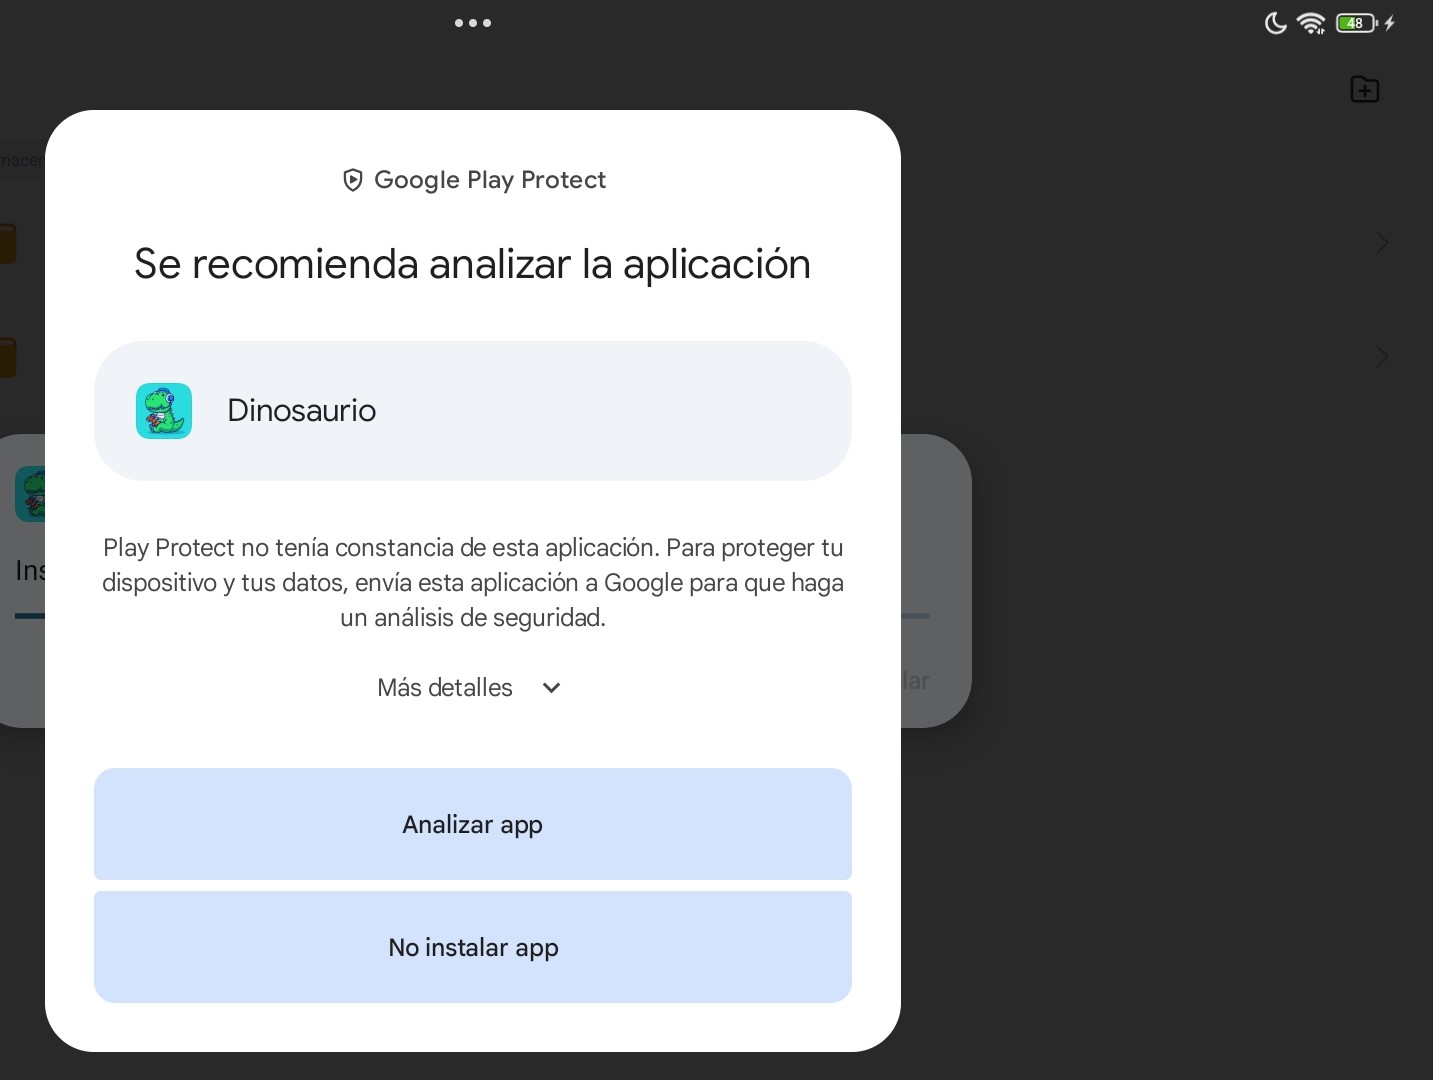 48
macen
Google Play Protect
Se recomienda analizar la aplicación
Dinosaurio
Ins
Play Protect no tenía constancia de esta aplicación. Para proteger tu
dispositivo y tus datos, envía esta aplicación a Google para que haga
un análisis de seguridad.
Más detalles
lar
Analizar app
No instalar app